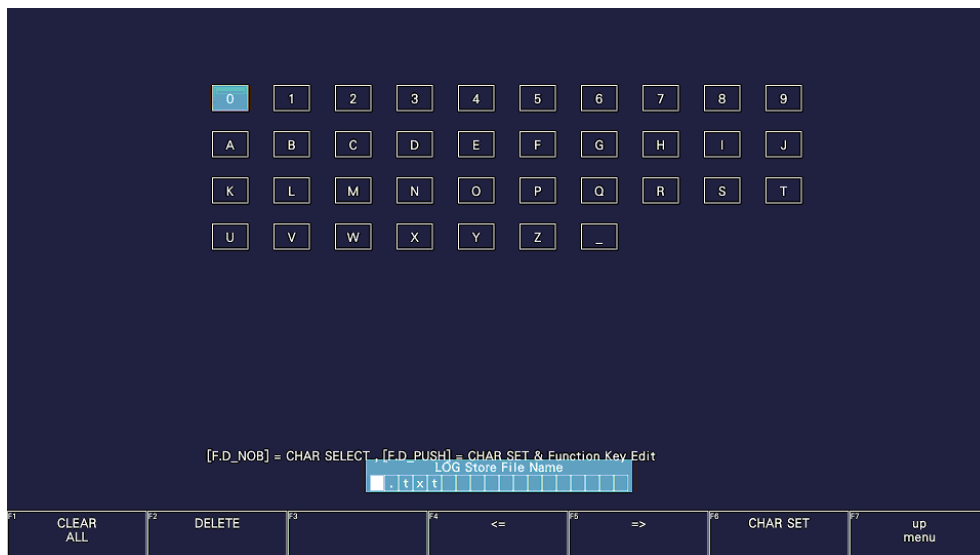 0 1 2 3 4 5 6 7 8 9
A B C D E F G H I J
K L M N O P Q R S T
U V W X Y Z _
[F.D_NOB] = CHAR SELECT , [F.D_PUSH] = CHAR SET & Function Key Edit
LOG Store File Name
.txt
F1 CLEAR ALL
F2 DELETE
F3
F4 <=
F5 =>
F6 CHAR SET
F7 up menu